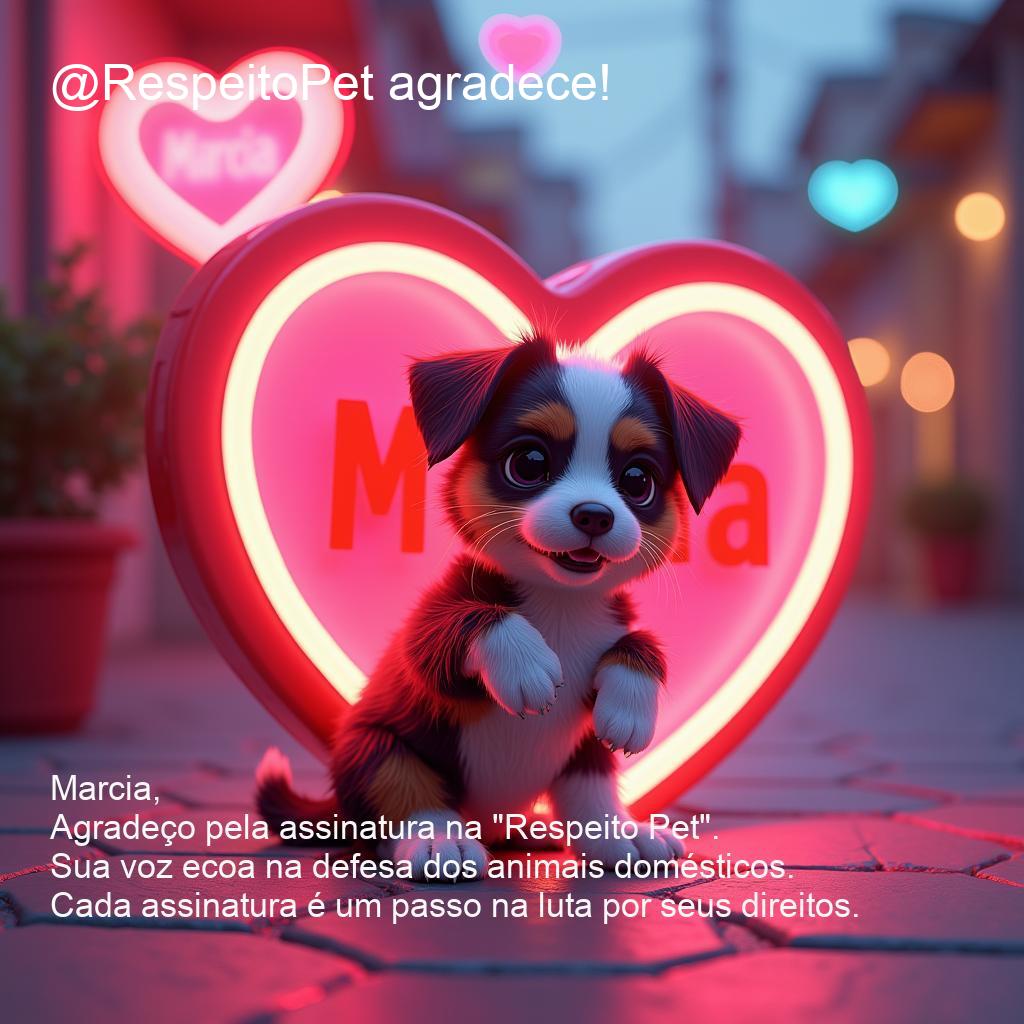 @RespeitoPet agradece!
Marcia
M a
Marcia,
Agradeço pela assinatura na "Respeito Pet".
Sua voz ecoa na defesa dos animais domésticos.
Cada assinatura é um passo na luta por seus direitos.